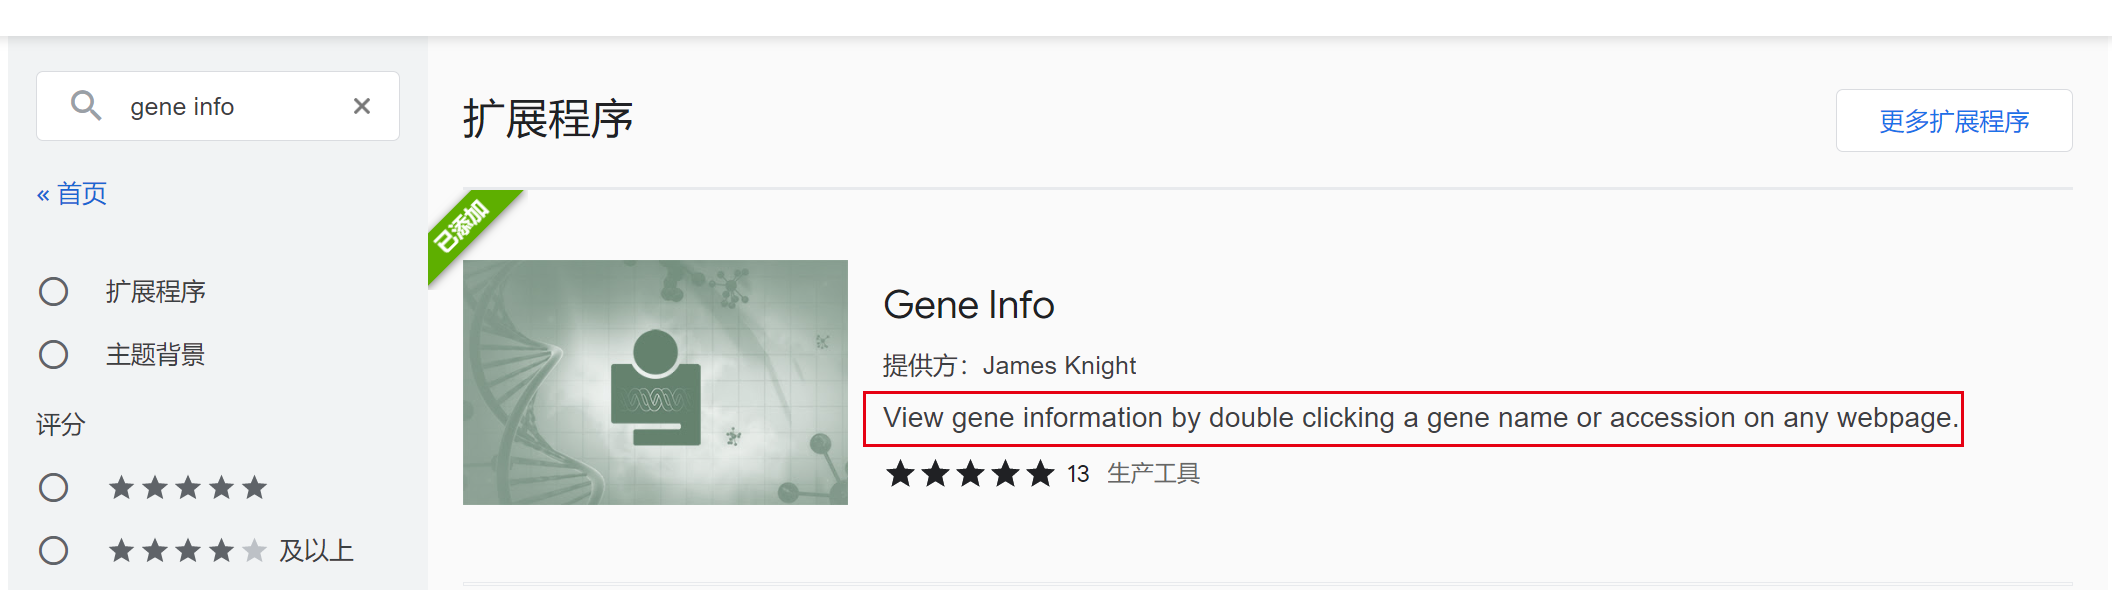 gene info
« 首页
扩展程序
主题背景
评分
及以上
扩展程序
更多扩展程序
已添加
Gene Info
提供方：James Knight
View gene information by double clicking a gene name or accession on any webpage.
13 生产工具